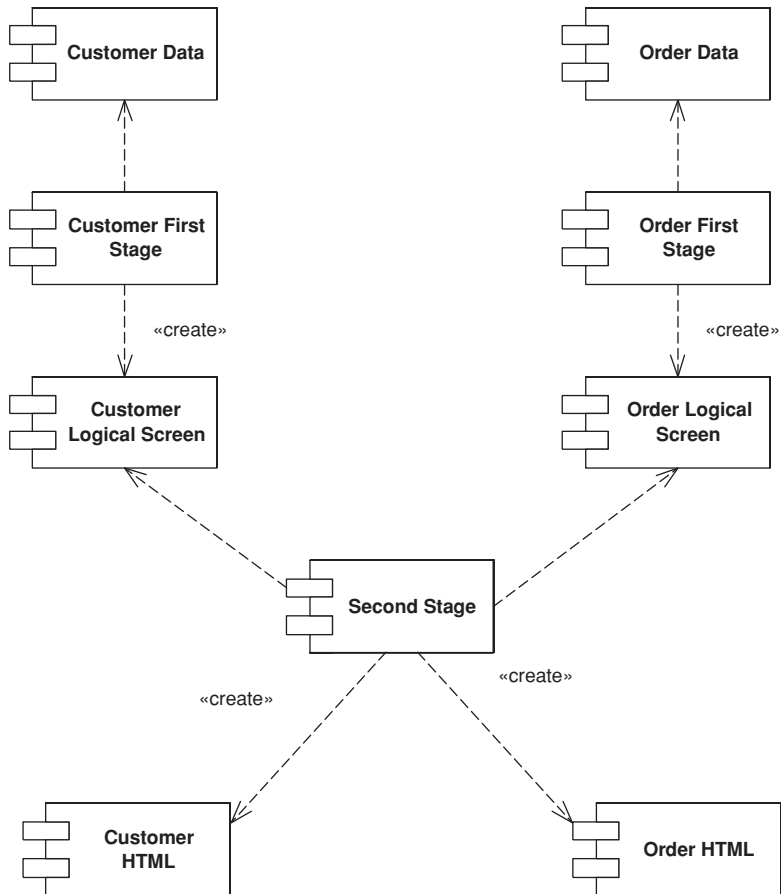 Customer Data
Order Data
Customer First
Stage
Order First
Stage
«create»
«create»
Customer
Logical Screen
Order Logical
Screen
Second Stage
«create»
«create»
Customer
HTML
Order HTML